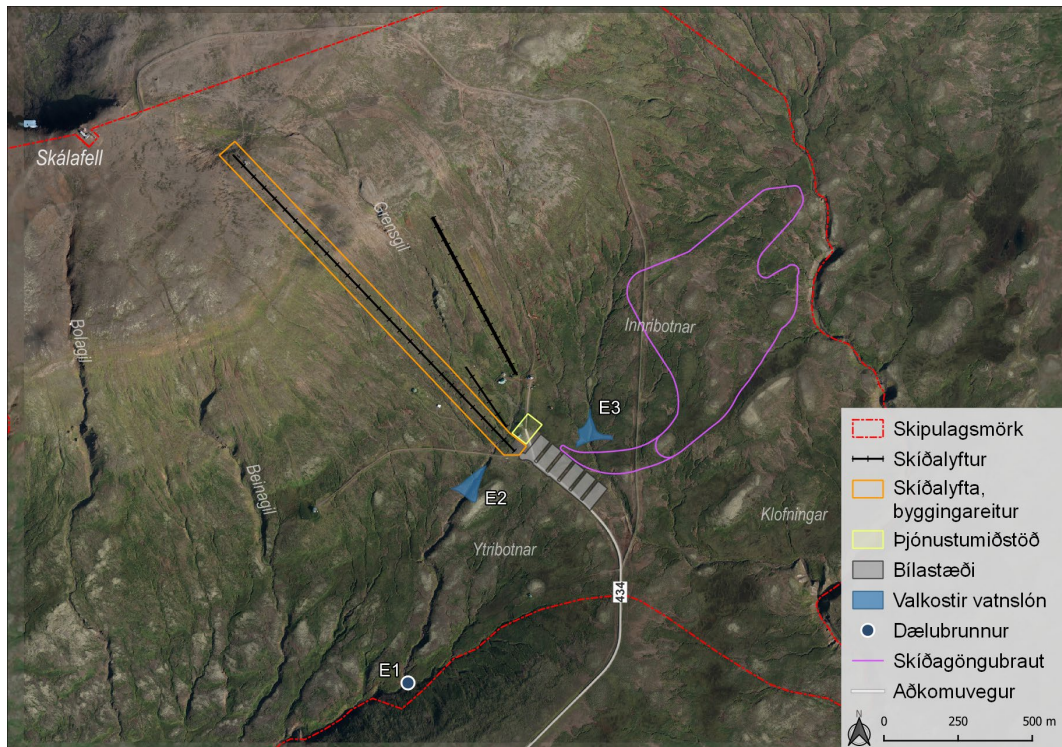 Skálafell
Grensgil
Bolagil
Innribotnar
E3
Beinagil
E2
Klofningar
Ytribotnar
434
E1
Skipulagsmörk
Skíðalyftur
Skíðalyfta,
byggingareitur
Þjónustumiðstöð
Bílastæði
Valkostir vatnslón
Dælubrunnur
Skíðagöngubraut
Aðkomuvegur
N
0 250 500 m